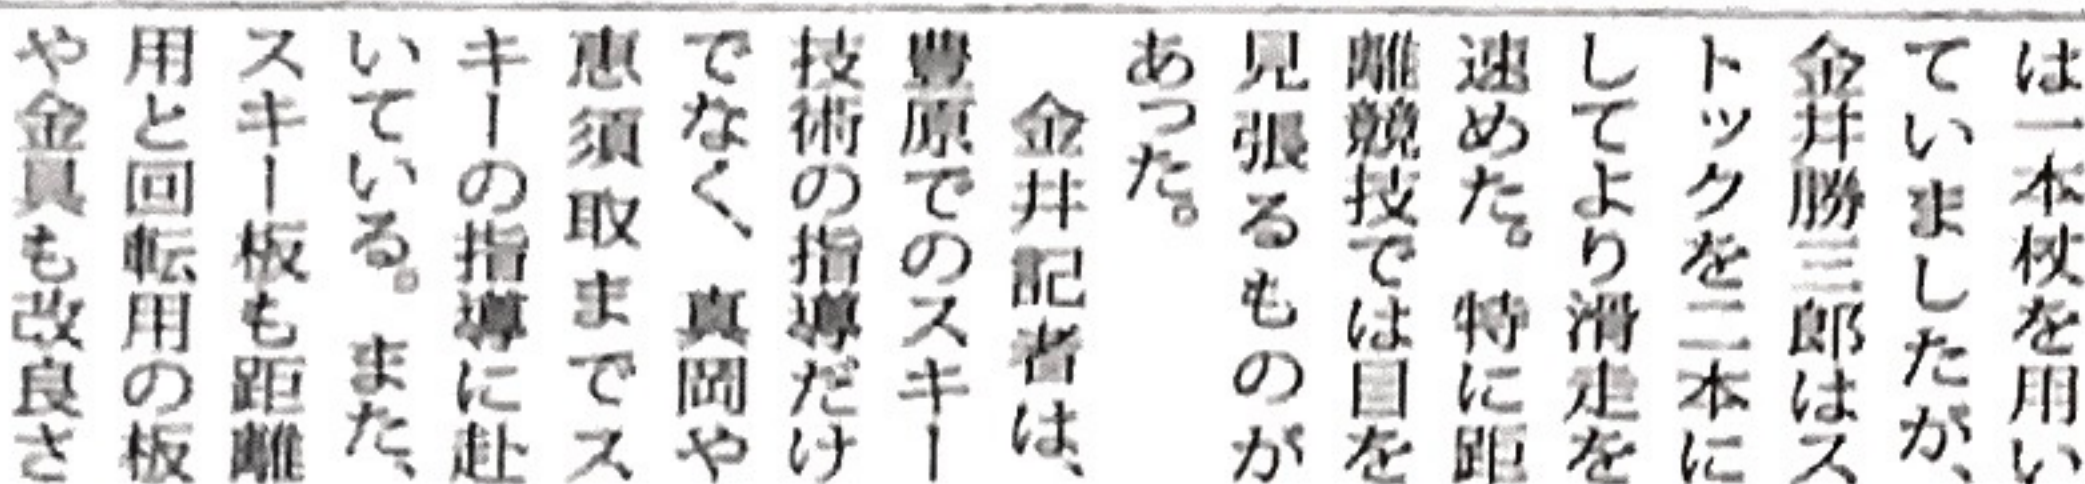 は一本杖を用い
ていましたが、
金井勝三郎はス
トックを二本に
してより滑走を
速めた。特に距
離競技では目を
見張るものが
あった。
金井記者は、
豊原でのスキー
技術の指導だけ
でなく、真岡や
恵須取までス
キーの指導に赴
いている。また、
スキー板も距離
用と回転用の板
や金具も改良さ